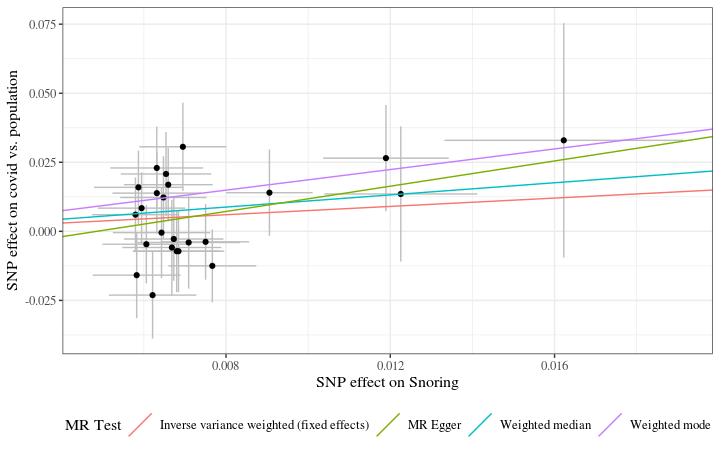 SNP effect on covid vs. population
0.075
0.050
0.025
0.000
-0.025
0.008 0.012 0.016
SNP effect on Snoring
MR Test Inverse variance weighted (fixed effects) MR Egger Weighted median Weighted mode